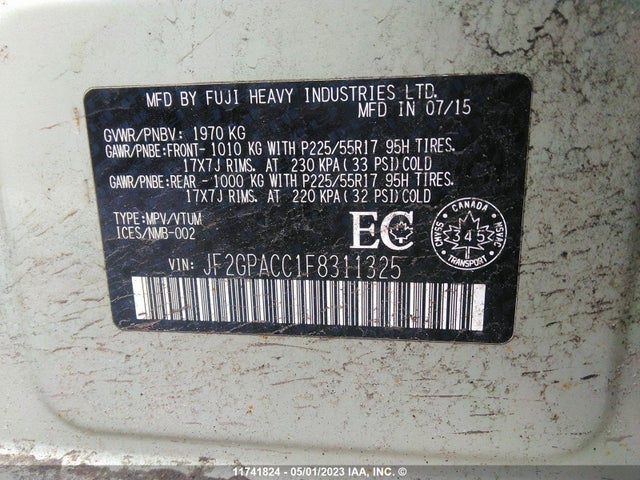 MFD BY FUJI HEAVY INDUSTRIES LTD.
MFD IN 07/15
GVWR/PNBV: 1970 KG
GAWR/PNBE:FRONT- 1010 KG WITH P225/55R17 95H TIRES.
17X7J RIMS. AT 230 KPA( 33 PSI)COLD
GAWR/PNBE:REAR - 1000 KG WITH P225/55R17 95H TIRES.
17X7J RIMS. AT 220 KPA( 32 PSI)COLD
TYPE:MPV/VTUM
ICES/NMB-002
EC
CANADA
SVNAC
345
NSVAC
TRANSPORT
VIN: JF2GPACC1F8311325
11741824 - 05/01/2023 IAA, Inc. ©